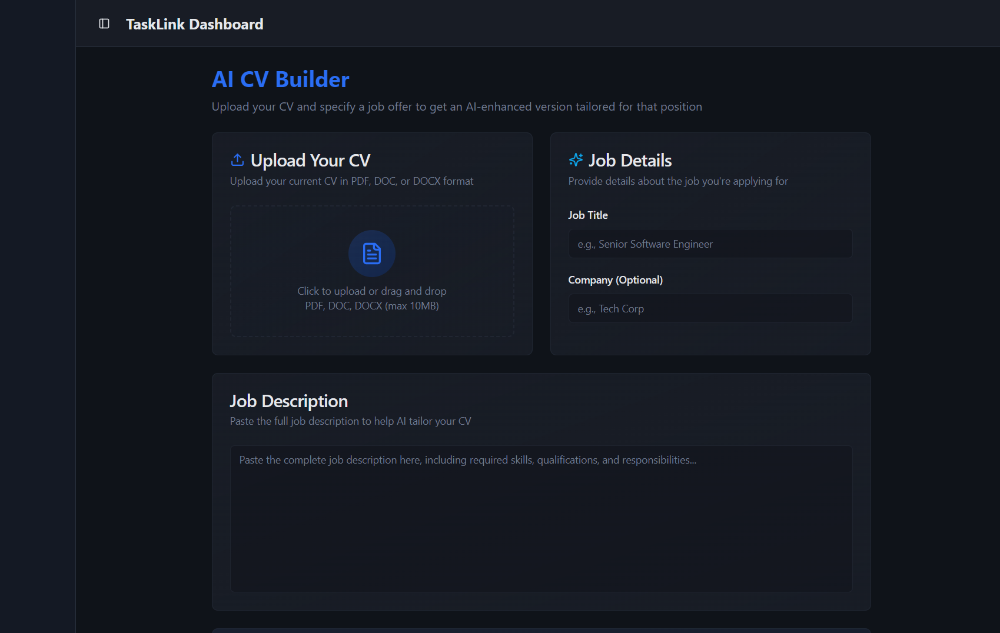 TaskLink Dashboard
AI CV Builder
Upload your CV and specify a job offer to get an AI-enhanced version tailored for that position
Upload Your CV
Upload your current CV in PDF, DOC, or DOCX format
Click to upload or drag and drop
PDF, DOC, DOCX (max 10MB)
Job Details
Provide details about the job you're applying for
Job Title
e.g., Senior Software Engineer
Company (Optional)
e.g., Tech Corp
Job Description
Paste the full job description to help AI tailor your CV
Paste the complete job description here, including required skills, qualifications, and responsibilities...